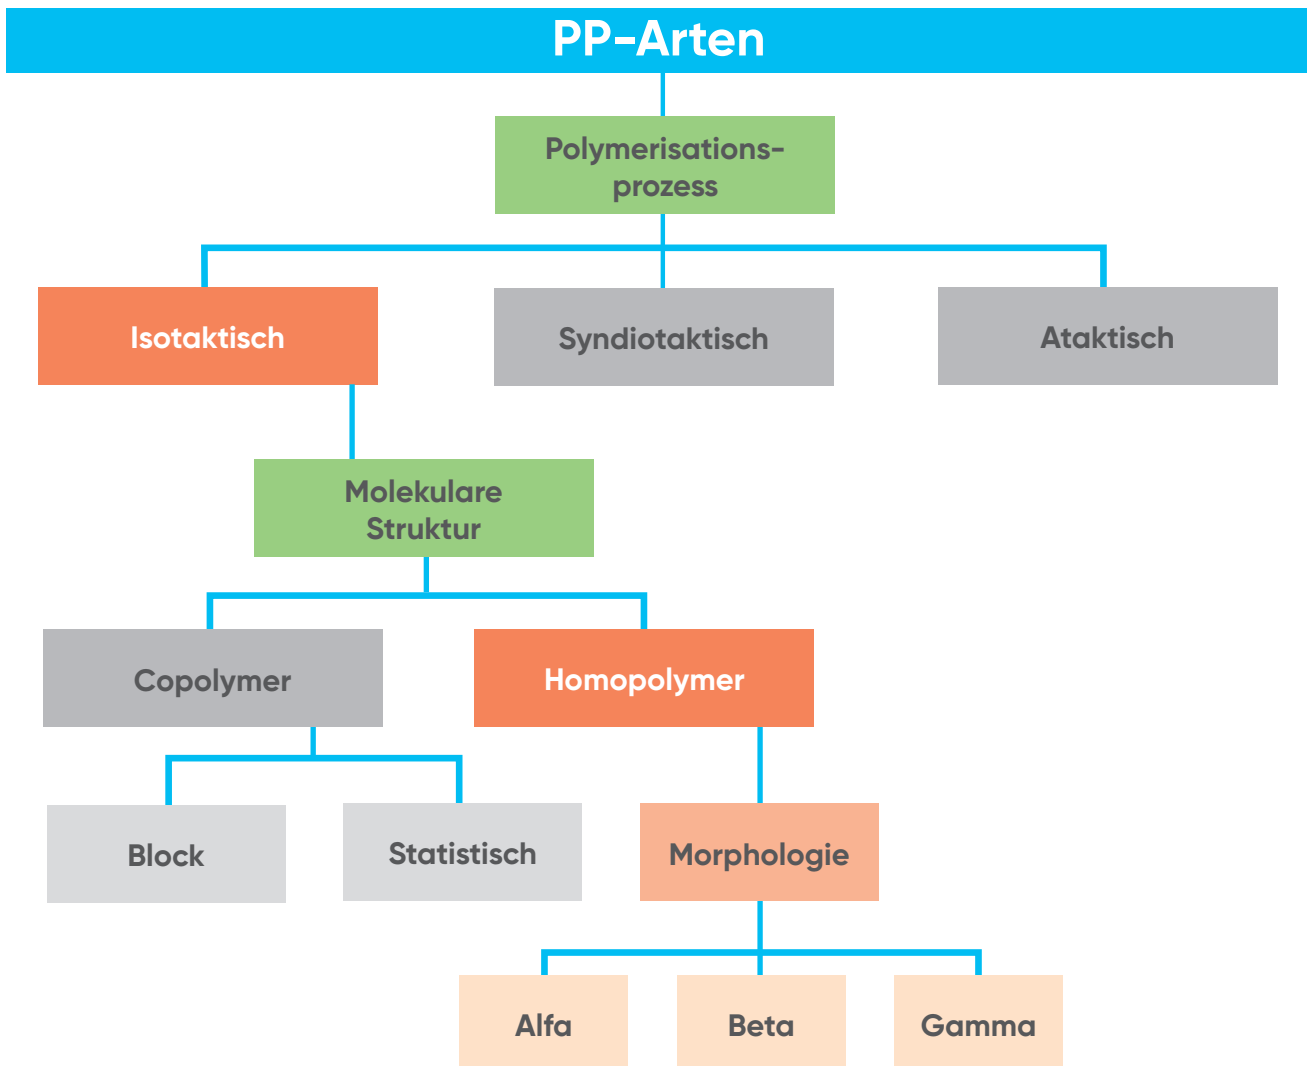 PP-Arten
Polymerisations-
prozess
Isotaktisch
Syndiotaktisch
Ataktisch
Molekulare
Struktur
Copolymer
Homopolymer
Block
Statistisch
Morphologie
Alfa
Beta
Gamma